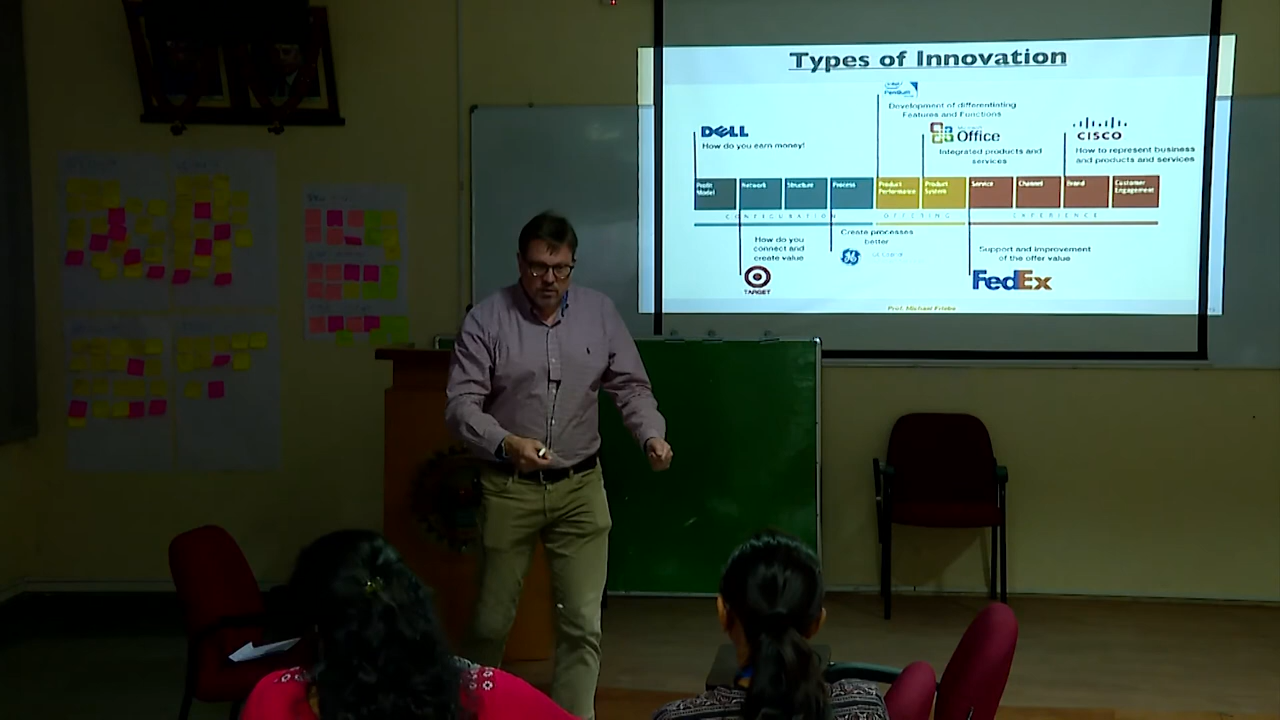 Types of Innovation
Development of differentiating
Features and Functions
DELL
How do you earn money!
Office
Integrated products and
services
CISCO
How to represent business
and products and services
Profit
Model
Network
Structure
Process
Product
Performance
Product
System
Service
Channel
Brand
Customer
Engagement
CONFIGURATION
OFFERING
EXPERIENCE
How do you
connect and
create value
TARGET
Create processes
better
Support and improvement
of the offer value
FedEx